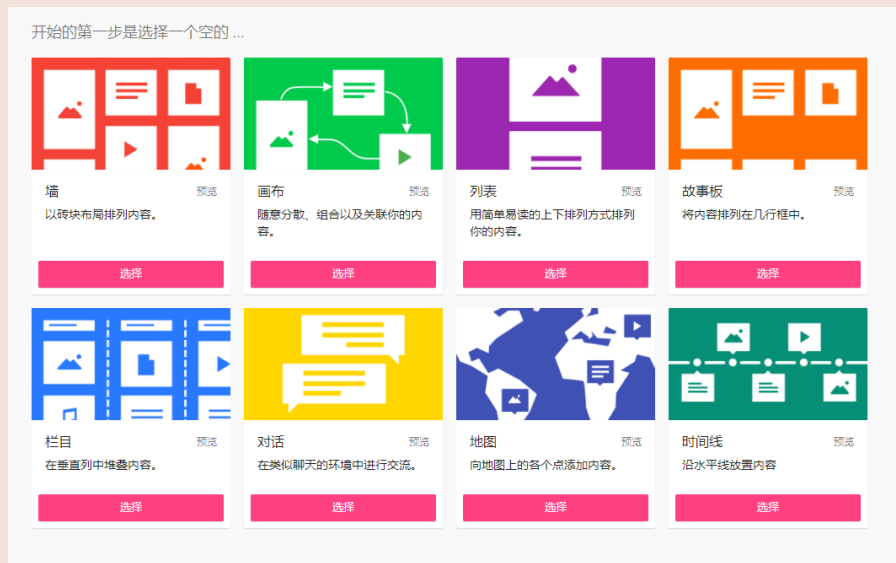 开始的第一步是选择一个空的 ...
墙 预览
以砖块布局排列内容。
选择
画布 预览
随意分散、组合以及关联你的内
容。
选择
列表 预览
用简单易读的上下排列方式排列
你的内容。
选择
故事板 预览
将内容排列在几行框中。
选择
栏目 预览
在垂直列中堆叠内容。
选择
对话 预览
在类似聊天的环境中进行交流。
选择
地图 预览
向地图上的各个点添加内容。
选择
时间线 预览
沿水平线放置内容
选择